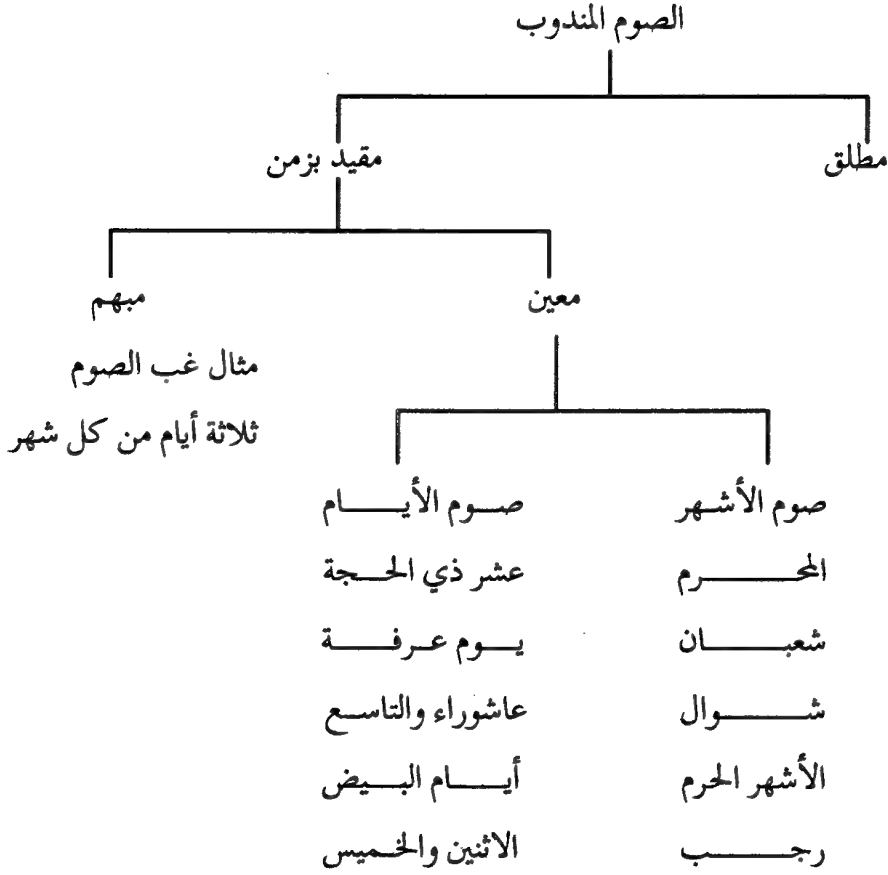 الصوم المندوب
مطلق
مقيد بزمن
معين
مبهم
مثال غب الصوم
ثلاثة أيام من كل شهر
صوم الأشهر
المحرم
شعبان
شوال
الأشهر الحرم
رجب
صوم الأيام
عشر ذي الحجة
يوم عرفة
عاشوراء والتاسع
أيام البيض
الاثنين والخميس